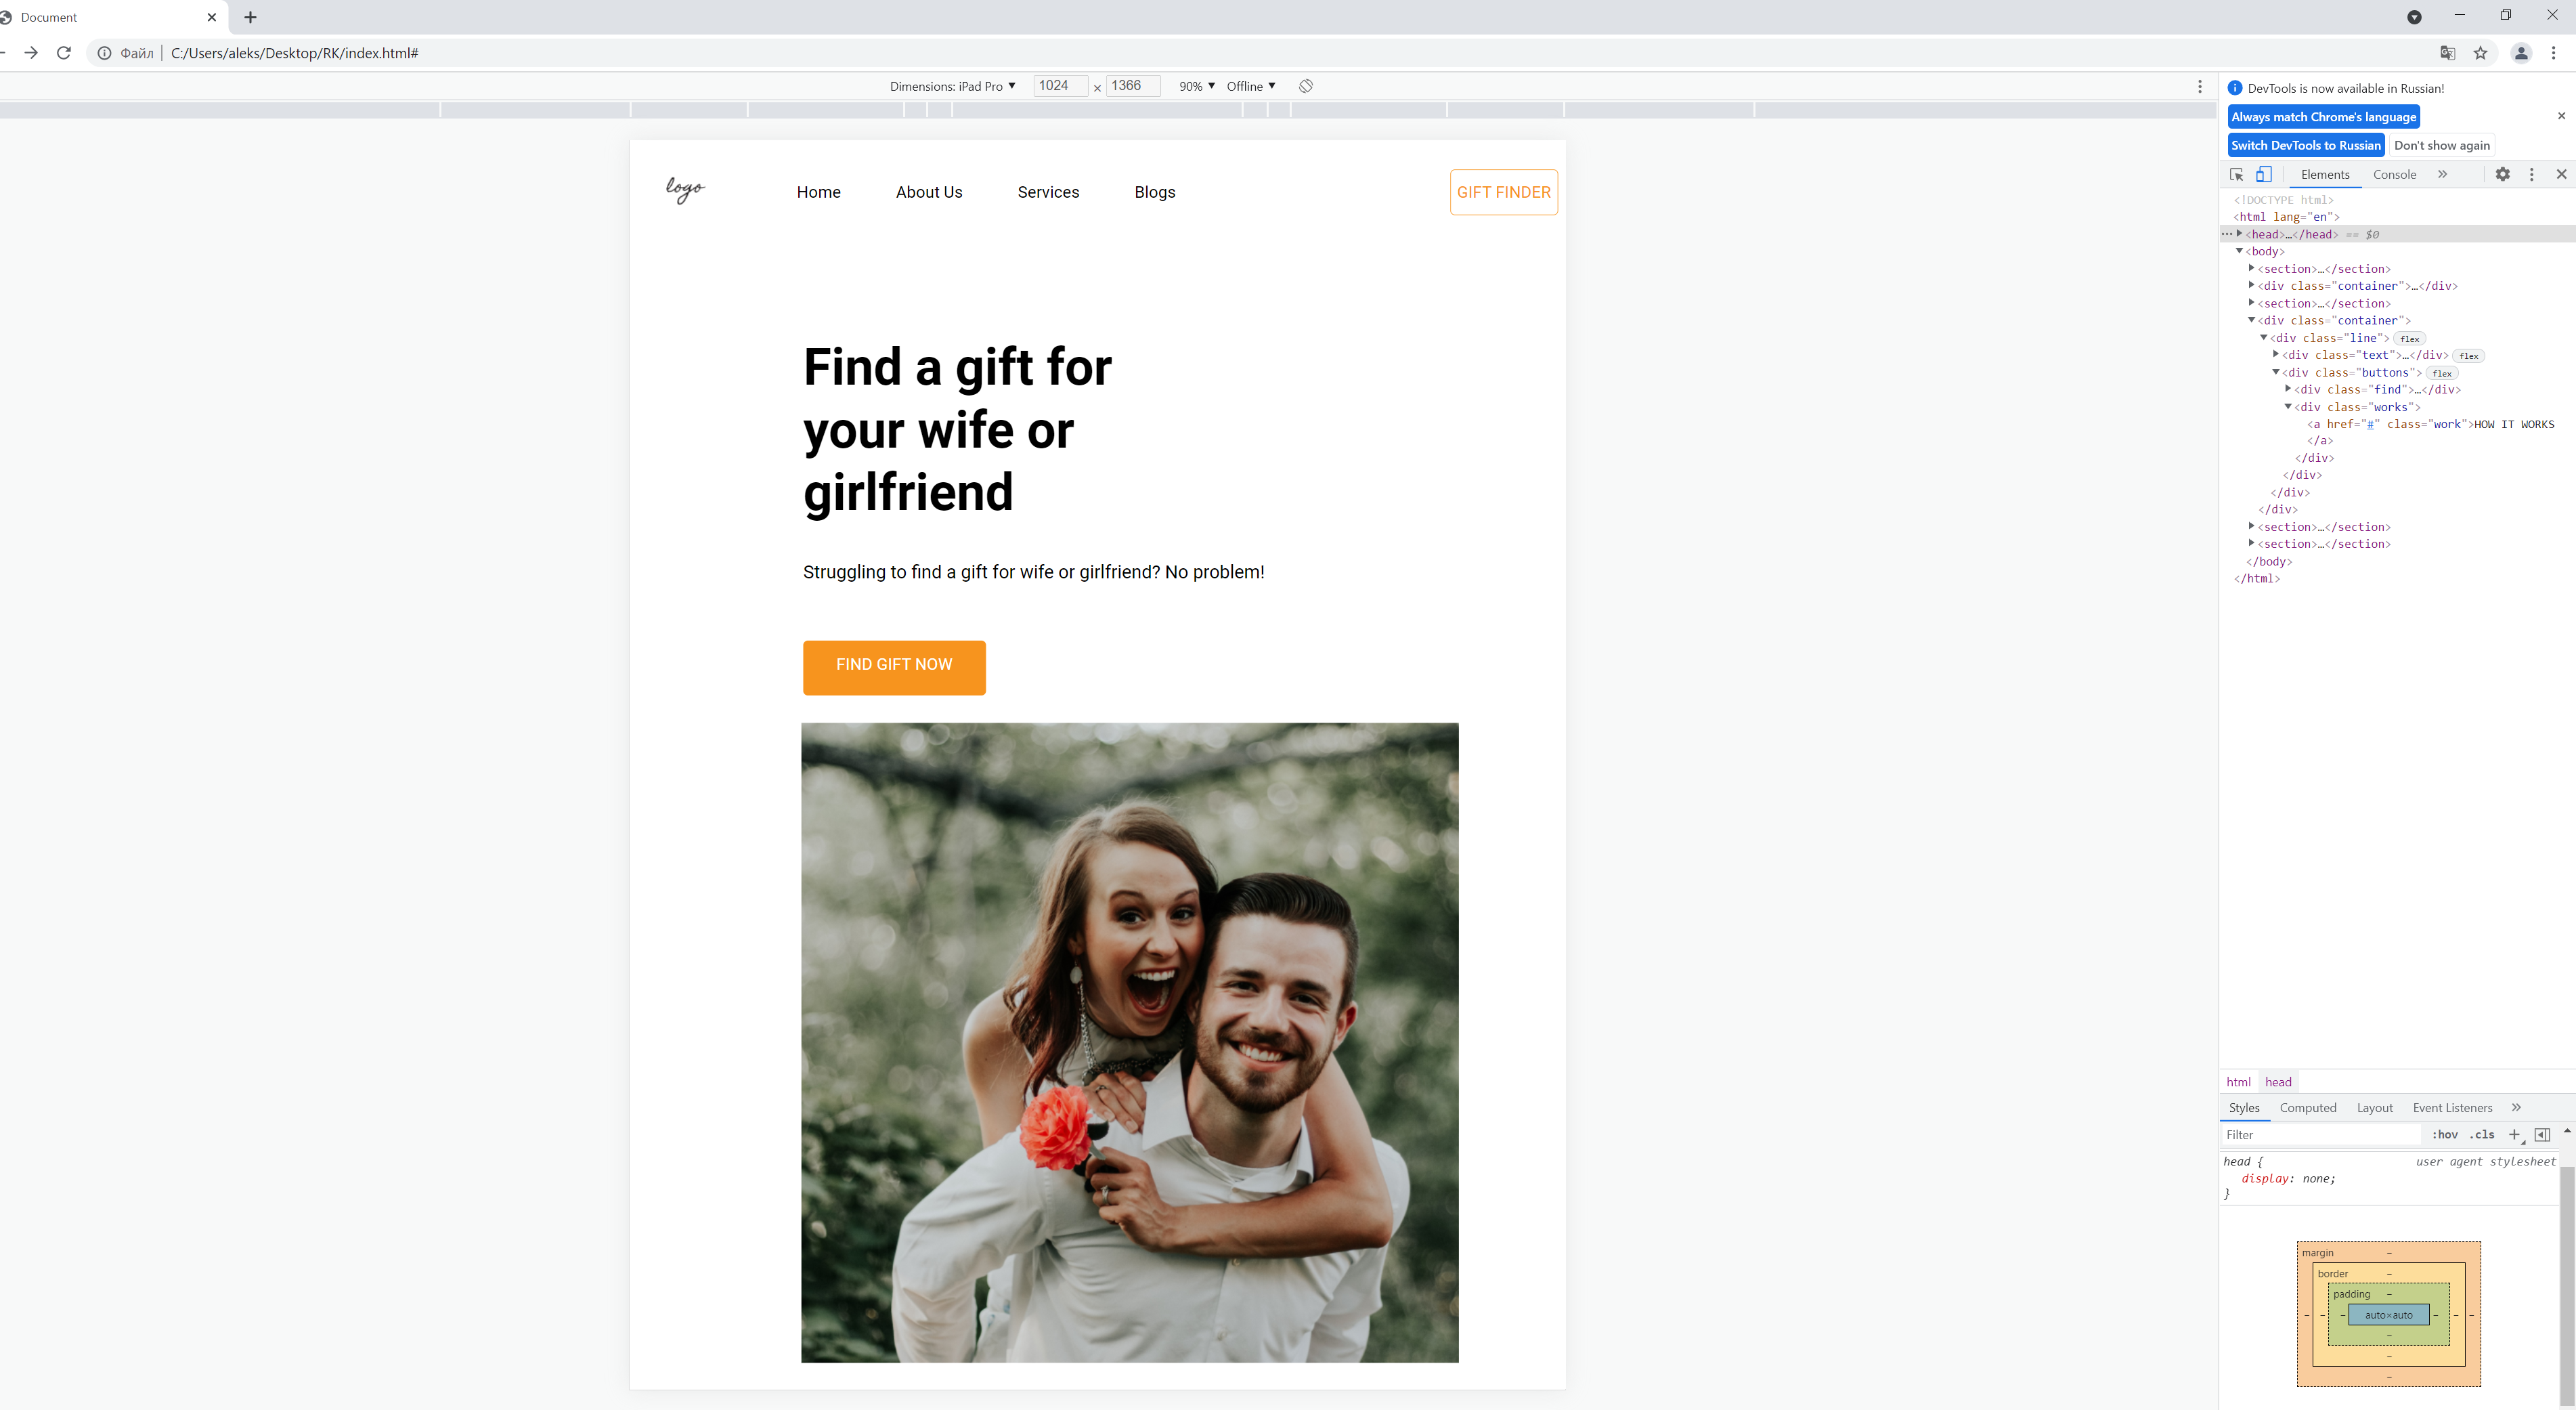 Document
Файл
C:/Users/aleks/Desktop/RK/index.html#
Dimensions: iPad Pro ▼ 1024 × 1366 90% ▼ Offline ▼
DevTools is now available in Russian!
Always match Chrome's language
Switch DevTools to Russian
Don't show again
Elements Console »
logo
Home
About Us
Services
Blogs
GIFT FINDER
Find a gift for
your wife or
girlfriend
Struggling to find a gift for wife or girlfriend? No problem!
FIND GIFT NOW
<!DOCTYPE html>
<html lang="en">
<head>…</head> == $0
<body>
<section>…</section>
<div class="container">…</div>
<section>…</section>
<div class="container">
<div class="line"> flex
<div class="text">…</div> flex
<div class="buttons"> flex
<div class="find">…</div>
<div class="works">
<a href="#" class="work">HOW IT WORKS
</a>
</div>
</div>
</div>
</div>
<section>…</section>
<section>…</section>
</body>
</html>
html head
Styles Computed Layout Event Listeners »
Filter :hov .cls +
head { user agent stylesheet
display: none;
}
margin –
border –
padding –
– – – auto×auto – – –
–
–
–